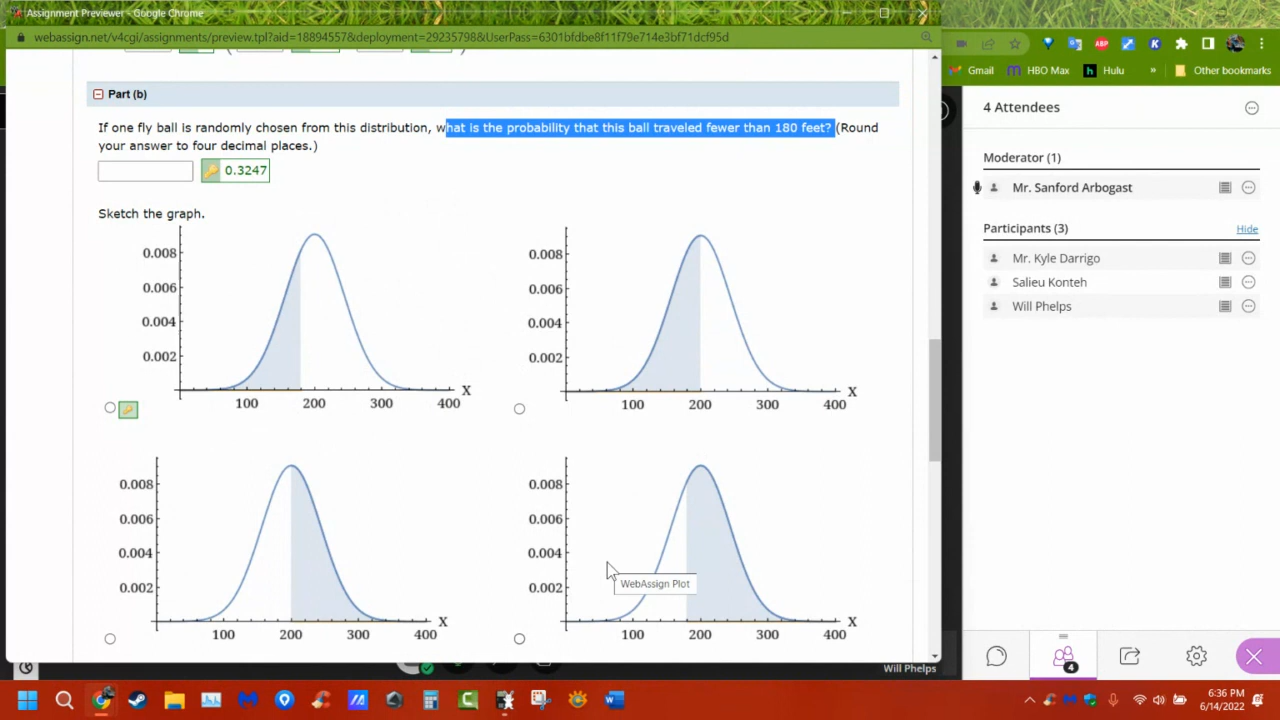 Assignment Previewer - Google Chrome
webassign.net/v4cgi/assignments/preview.tpl?aid=18894557&deployment=29235798&UserPass=6301bfdbe8f11f79e714e3bf71dcf95d
Gmail HBO Max Hulu » Other bookmarks
Part (b)
If one fly ball is randomly chosen from this distribution, what is the probability that this ball traveled fewer than 180 feet? (Round
your answer to four decimal places.)
0.3247
Sketch the graph.
0.008
0.006
0.004
0.002
100 200 300 400 X
0.008
0.006
0.004
0.002
100 200 300 400 X
0.008
0.006
0.004
0.002
100 200 300 400 X
0.008
0.006
0.004
0.002
100 200 300 400 X
WebAssign Plot
4 Attendees
Moderator (1)
Mr. Sanford Arbogast
Participants (3) Hide
Mr. Kyle Darrigo
Salieu Konteh
Will Phelps
4
Will Phelps
6:36 PM
6/14/2022